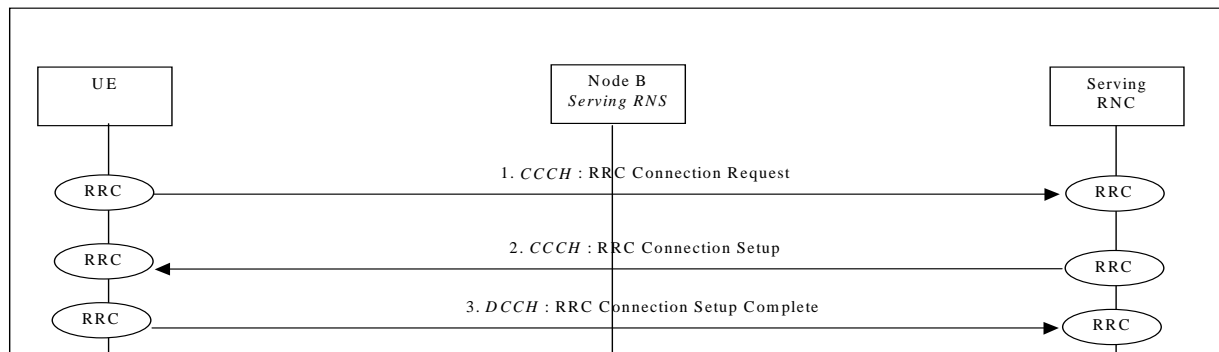 UE
Node B
Serving RNS
Serving
RNC
1. CCCH : RRC Connection Request
RRC
RRC
2. CCCH : RRC Connection Setup
RRC
RRC
3. DCCH : RRC Connection Setup Complete
RRC
RRC